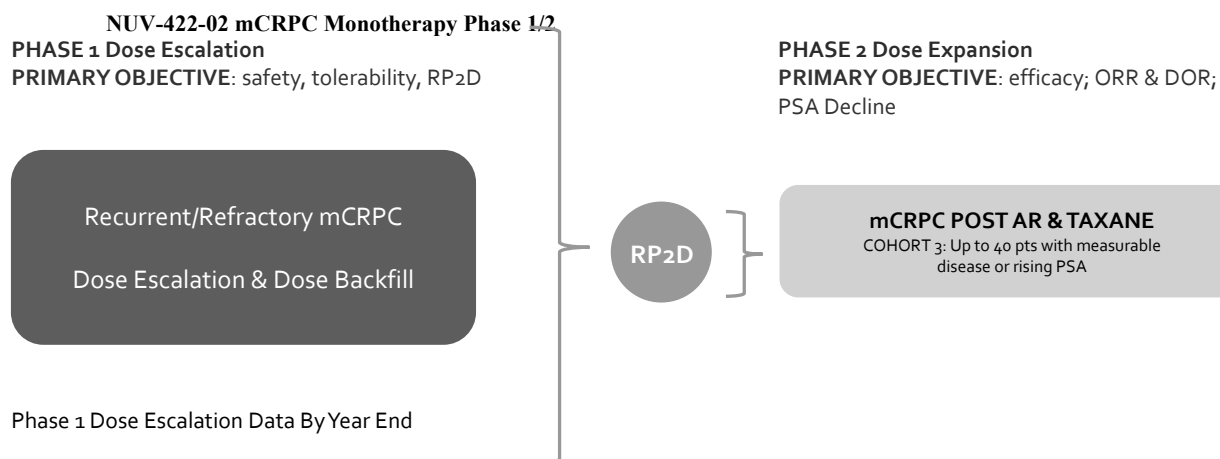 NUV-422-02 mCRPC Monotherapy Phase 1/2
PHASE 1 Dose Escalation
PRIMARY OBJECTIVE: safety, tolerability, RP2D
Recurrent/Refractory mCRPC
Dose Escalation & Dose Backfill
Phase 1 Dose Escalation Data By Year End
RP2D
PHASE 2 Dose Expansion
PRIMARY OBJECTIVE: efficacy; ORR & DOR;
PSA Decline
mCRPC POST AR & TAXANE
COHORT 3: Up to 40 pts with measurable
disease or rising PSA